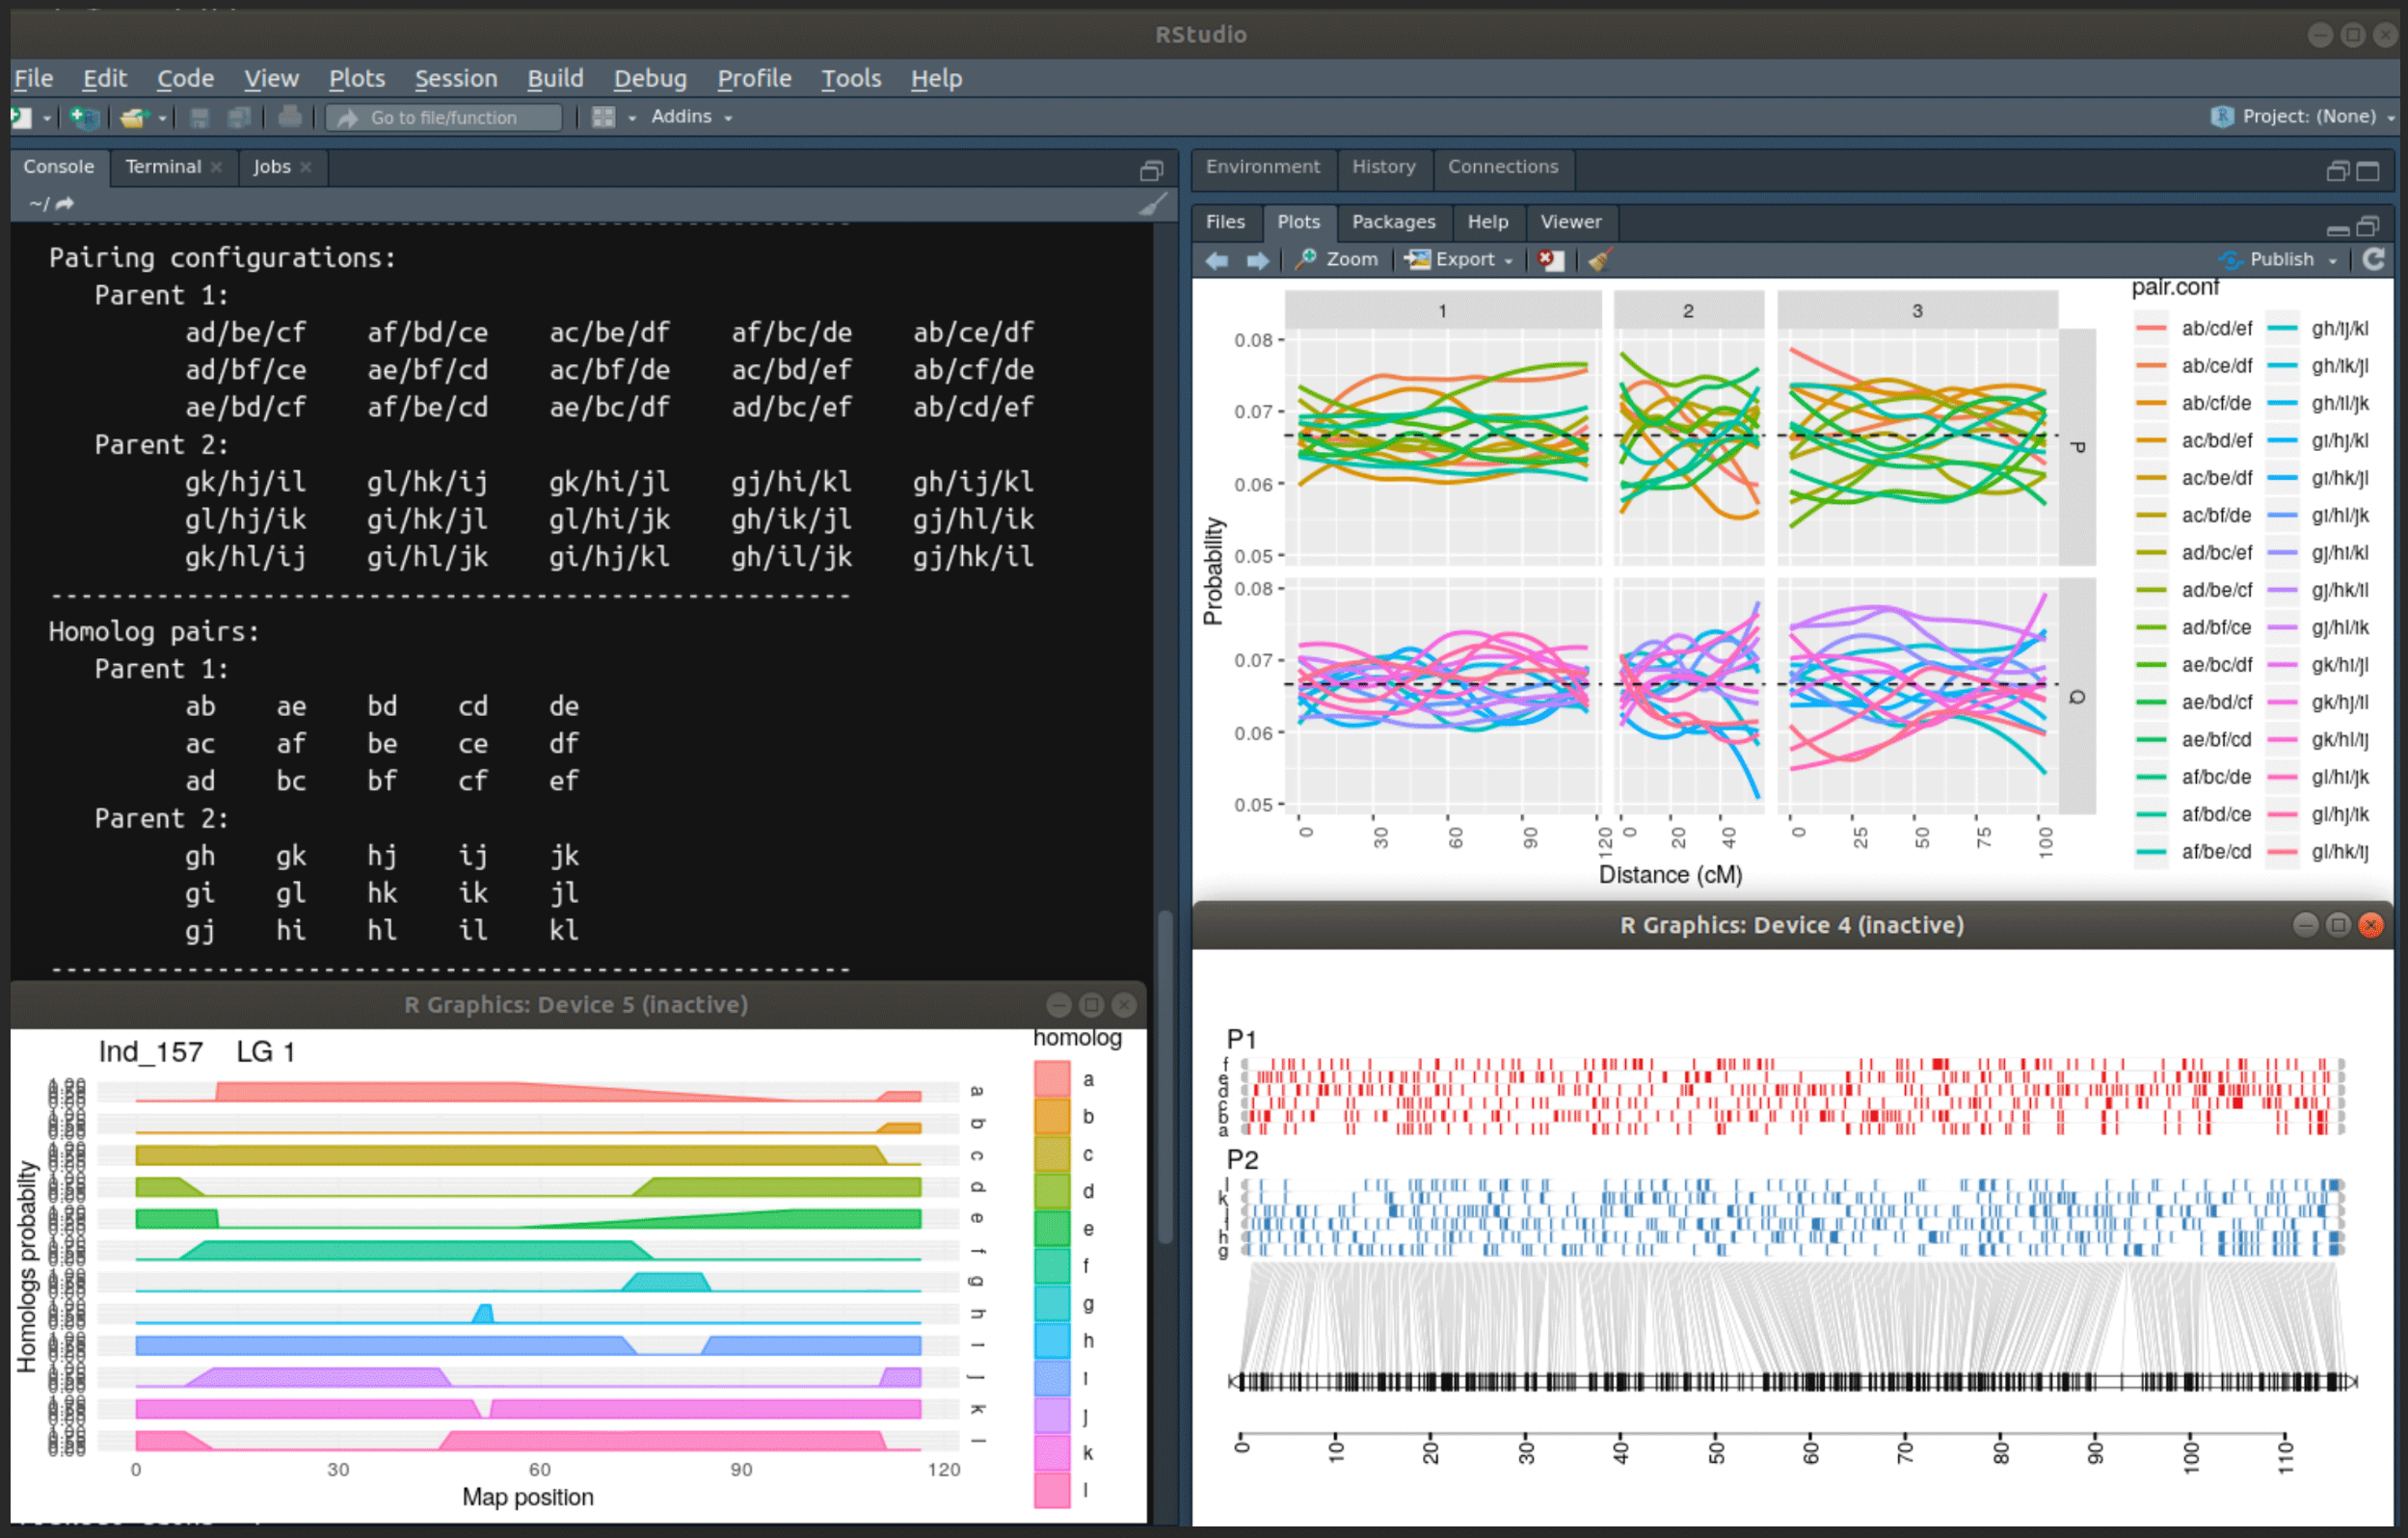 RStudio
File Edit Code View Plots Session Build Debug Profile Tools Help
Go to file/function Addins Project: (None)
Console Terminal Jobs
~/
Pairing configurations:
Parent 1:
ad/be/cf af/bd/ce ac/be/df af/bc/de ab/ce/df
ad/bf/ce ae/bf/cd ac/bf/de ac/bd/ef ab/cf/de
ae/bd/cf af/be/cd ae/bc/df ad/bc/ef ab/cd/ef
Parent 2:
gk/hj/il gl/hk/ij gk/hi/jl gj/hi/kl gh/ij/kl
gl/hj/ik gi/hk/jl gl/hi/jk gh/ik/jl gj/hl/ik
gk/hl/ij gi/hl/jk gi/hj/kl gh/il/jk gj/hk/il
---
Homolog pairs:
Parent 1:
ab ae bd cd de
ac af be ce df
ad bc bf cf ef
Parent 2:
gh gk hj ij jk
gi gl hk ik jl
gj hi hl il kl
---
Environment History Connections
Files Plots Packages Help Viewer
Zoom Export Publish
1 2 3
0.08
0.07
0.06
0.05
P
0.08
0.07
0.06
0.05
Q
Probability
0 30 60 90 120 0 20 40 0 25 50 75 100
Distance (cM)
pair.conf
ab/cd/ef gh/ij/kl
ab/ce/df gh/ik/jl
ab/cf/de gh/il/jk
ac/bd/ef gi/hj/kl
ac/be/df gi/hk/jl
ac/bf/de gi/hl/jk
ad/bc/ef gj/hi/kl
ad/be/cf gj/hk/il
ad/bf/ce gj/hl/ik
ae/bc/df gk/hi/jl
ae/bd/cf gk/hj/il
ae/bf/cd gk/hl/ij
af/bc/de gl/hi/jk
af/bd/ce gl/hj/ik
af/be/cd gl/hk/ij
R Graphics: Device 5 (inactive)
Ind_157 LG 1
Homologs probabilty
a
b
c
d
e
f
g
h
i
j
k
l
0 30 60 90 120
Map position
homolog
a
b
c
d
e
f
g
h
i
j
k
l
R Graphics: Device 4 (inactive)
P1
f
e
d
c
b
a
P2
l
k
j
h
g
0 10 20 30 40 50 60 70 80 90 100 110